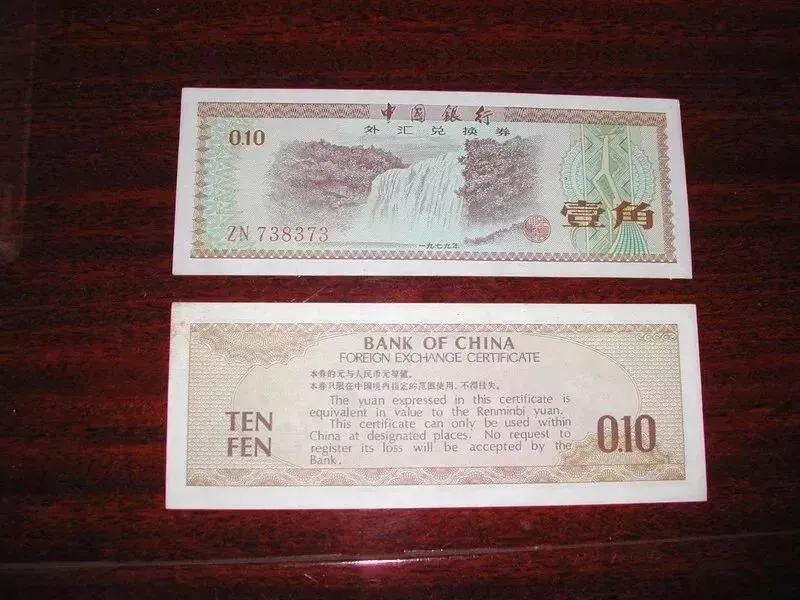 中国银行
外汇兑换券
0.10
ZN 738373
一九七九年
壹角
BANK OF CHINA
FOREIGN EXCHANGE CERTIFICATE
本券的元与人民币元等值。
本券只限在中国境内指定的范围使用、不得挂失。
The yuan expressed in this certificate is
equivalent in value to the Renminbi yuan.
This certificate can only be used within
China at designated places. No request to
register its loss will be accepted by the
Bank.
TEN
FEN
0.10